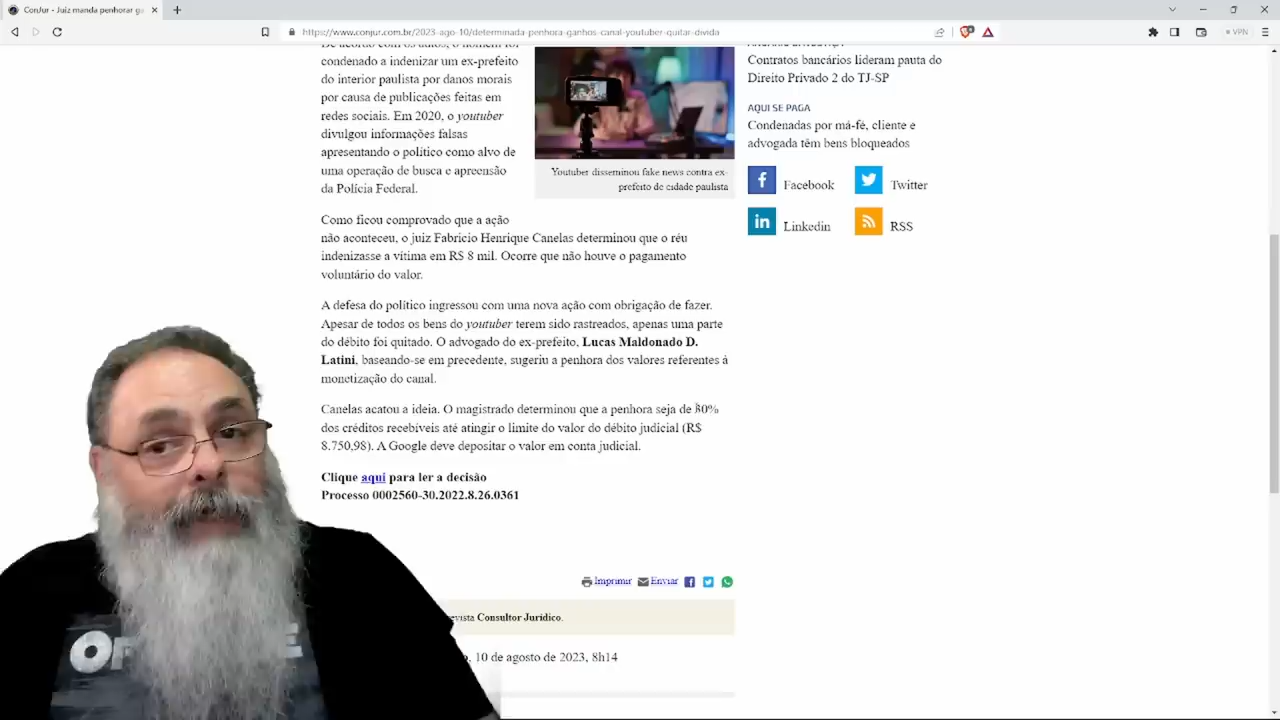 ConJur - Juiz manda penhorar ga
https://www.conjur.com.br/2023-ago-10/determinada-penhora-ganhos-canal-youtuber-quitar-divida
VPN
De acordo com os autos, o homem foi
condenado a indenizar um ex-prefeito
do interior paulista por danos morais
por causa de publicações feitas em
redes sociais. Em 2020, o youtuber
divulgou informações falsas
apresentando o político como alvo de
uma operação de busca e apreensão
da Polícia Federal.
Youtuber disseminou fake news contra ex-
prefeito de cidade paulista
Como ficou comprovado que a ação
não aconteceu, o juiz Fabricio Henrique Canelas determinou que o réu
indenizasse a vítima em R$ 8 mil. Ocorre que não houve o pagamento
voluntário do valor.
A defesa do político ingressou com uma nova ação com obrigação de fazer.
Apesar de todos os bens do youtuber terem sido rastreados, apenas uma parte
do débito foi quitado. O advogado do ex-prefeito, Lucas Maldonado D.
Latini, baseando-se em precedente, sugeriu a penhora dos valores referentes à
monetização do canal.
Canelas acatou a ideia. O magistrado determinou que a penhora seja de 30%
dos créditos recebíveis até atingir o limite do valor do débito judicial (R$
8.750,98). A Google deve depositar o valor em conta judicial.
Clique aqui para ler a decisão
Processo 0002560-30.2022.8.26.0361
Imprimir Enviar
Consultor Jurídico.
10 de agosto de 2023, 8h14
Contratos bancários lideram pauta do
Direito Privado 2 do TJ-SP
AQUI SE PAGA
Condenadas por má-fé, cliente e
advogada têm bens bloqueados
Facebook
Twitter
Linkedin
RSS